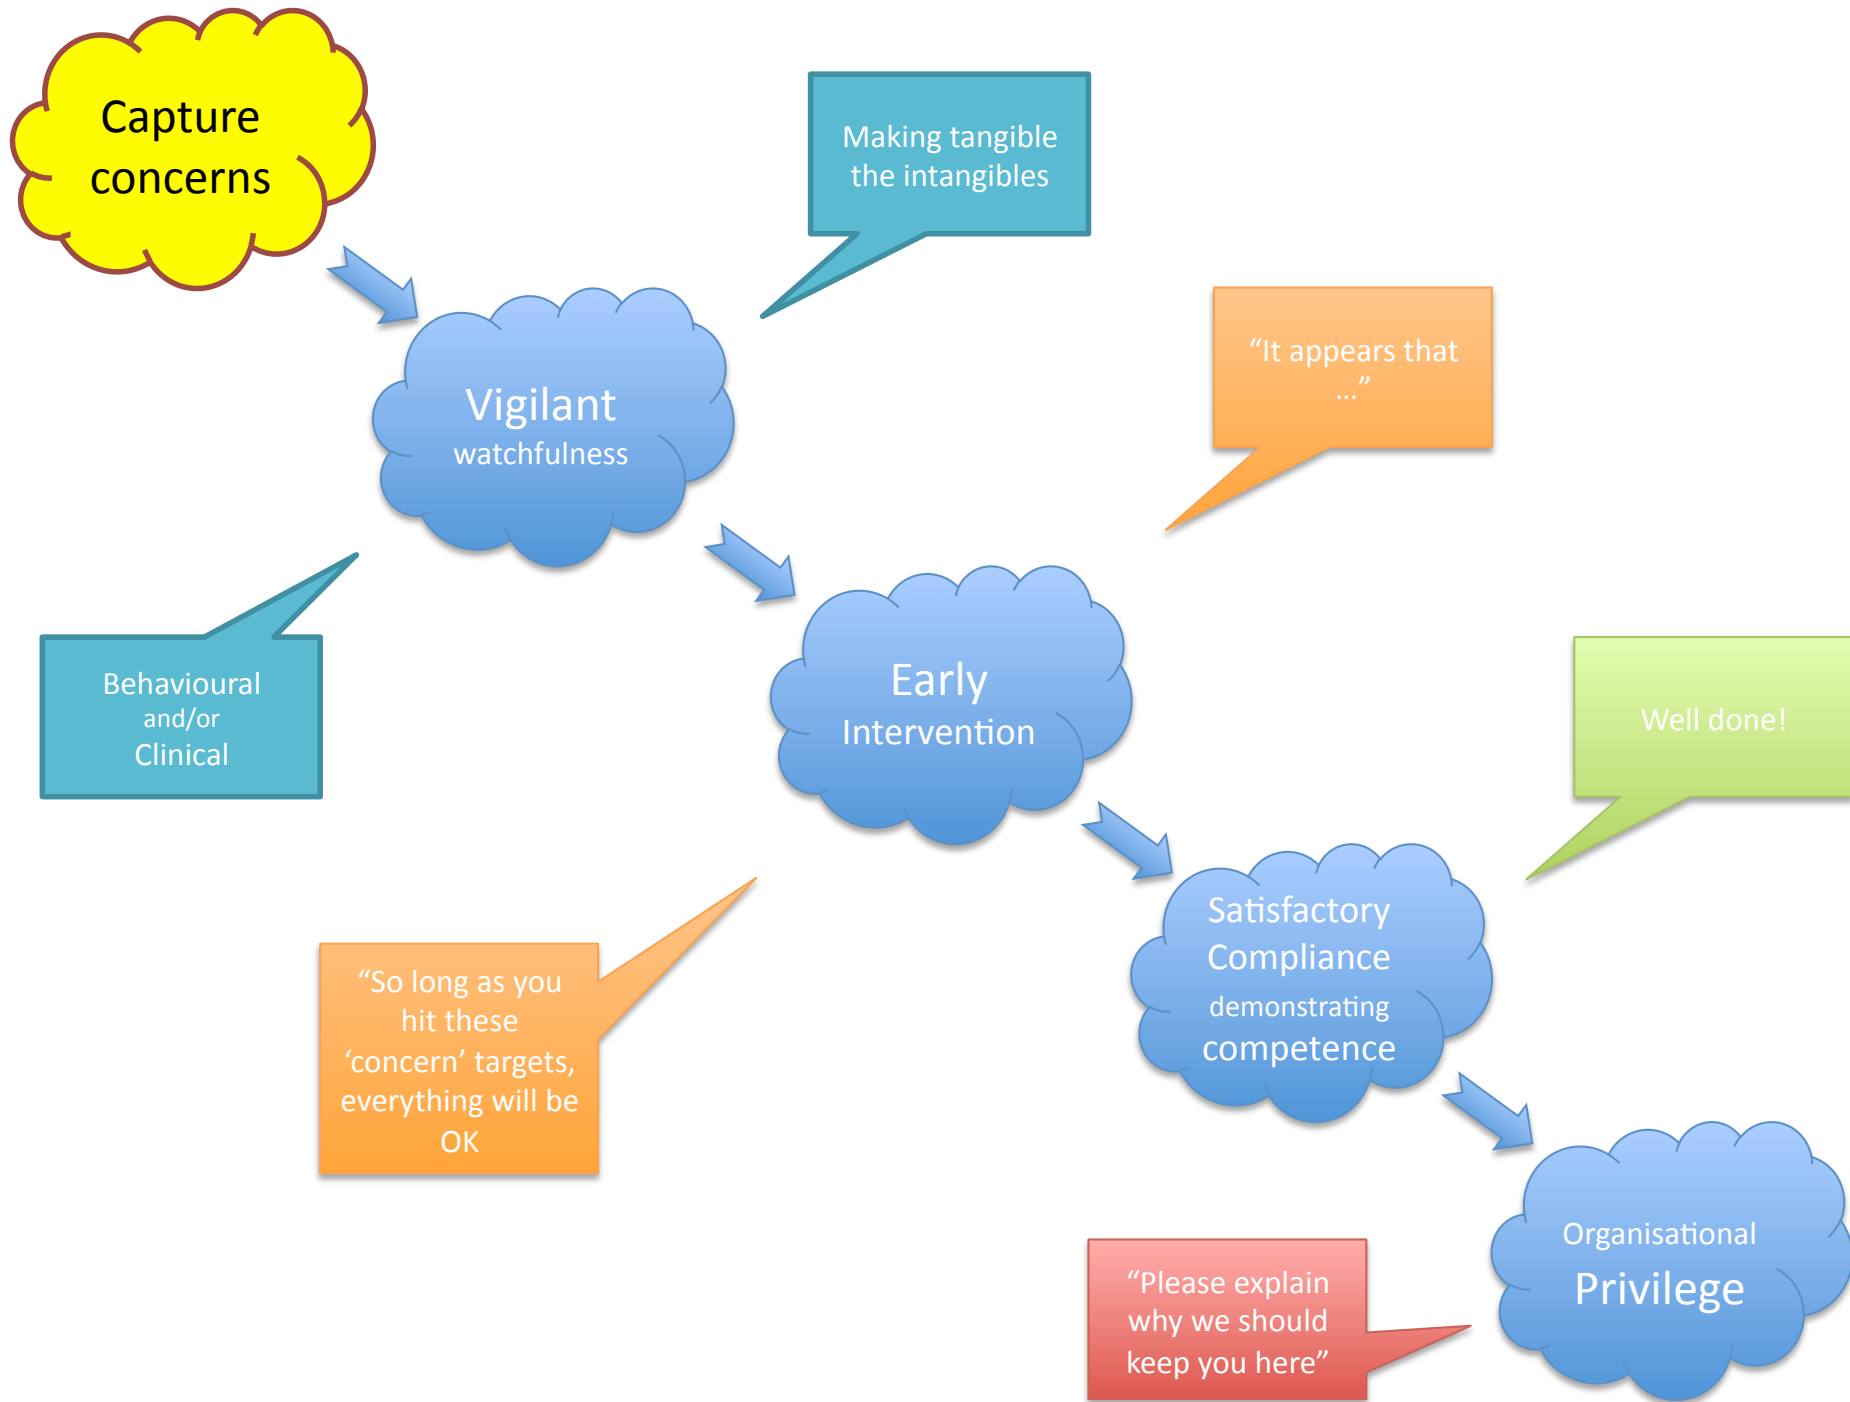 Capture
concerns
Making tangible
the intangibles
Vigilant
watchfulness
“It appears that
…”
Behavioural
and/or
Clinical
Early
Intervention
Well done!
Satisfactory
Compliance
demonstrating
competence
“So long as you
hit these
‘concern’ targets,
everything will be
OK
Organisational
Privilege
“Please explain
why we should
keep you here”